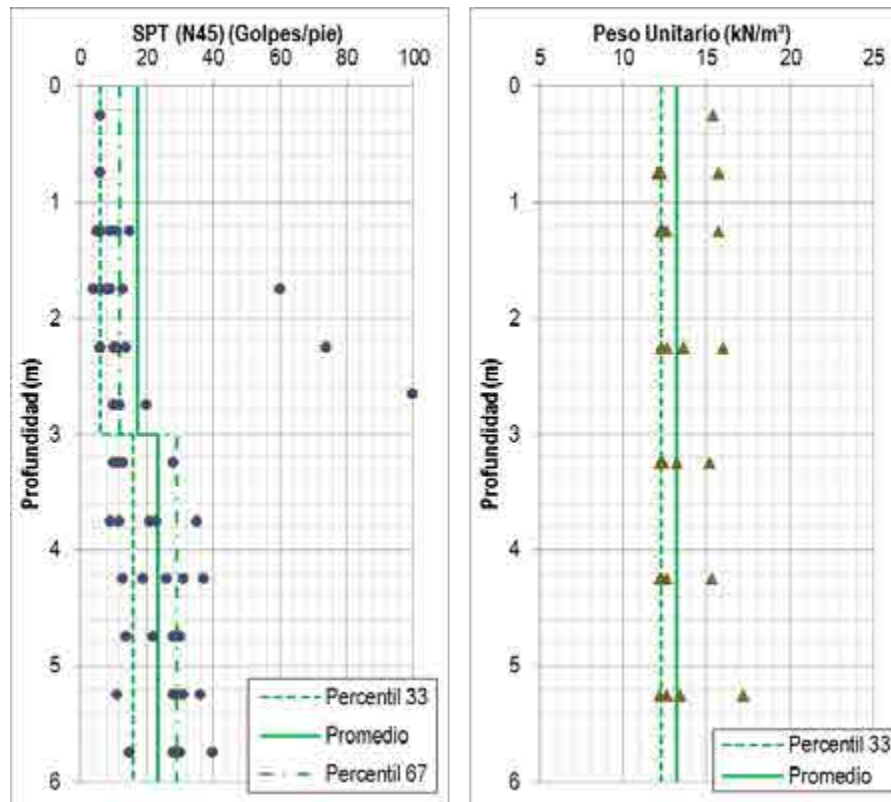 SPT (N45) (Golpes/pie)
0 20 40 60 80 100
Profundidad (m)
0
1
2
3
4
5
6
Percentil 33
Promedio
Percentil 67
Peso Unitario (kN/m³)
5 10 15 20 25
Profundidad (m)
0
1
2
3
4
5
6
Percentil 33
Promedio